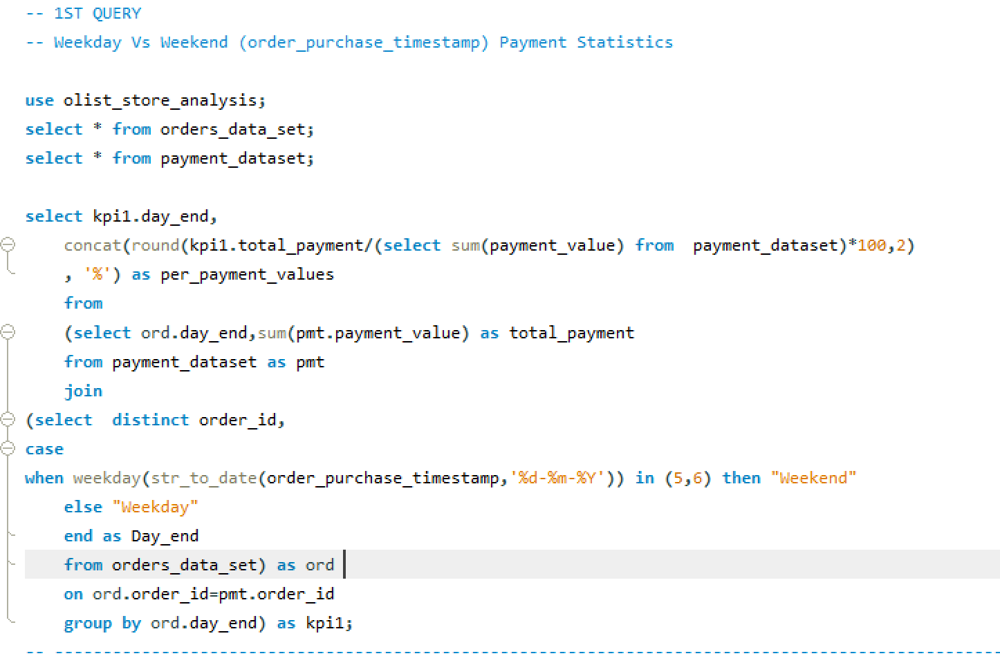 -- 1ST QUERY
-- Weekday Vs Weekend (order_purchase_timestamp) Payment Statistics
use olist_store_analysis;
select * from orders_data_set;
select * from payment_dataset;
select kpi1.day_end,
concat(round(kpi1.total_payment/(select sum(payment_value) from  payment_dataset)*100,2)
, '%') as per_payment_values
from
(select ord.day_end,sum(pmt.payment_value) as total_payment
from payment_dataset as pmt
join
(select  distinct order_id,
case
when weekday(str_to_date(order_purchase_timestamp,'%d-%m-%Y')) in (5,6) then "Weekend"
else "Weekday"
end as Day_end
from orders_data_set) as ord
on ord.order_id=pmt.order_id
group by ord.day_end) as kpi1;